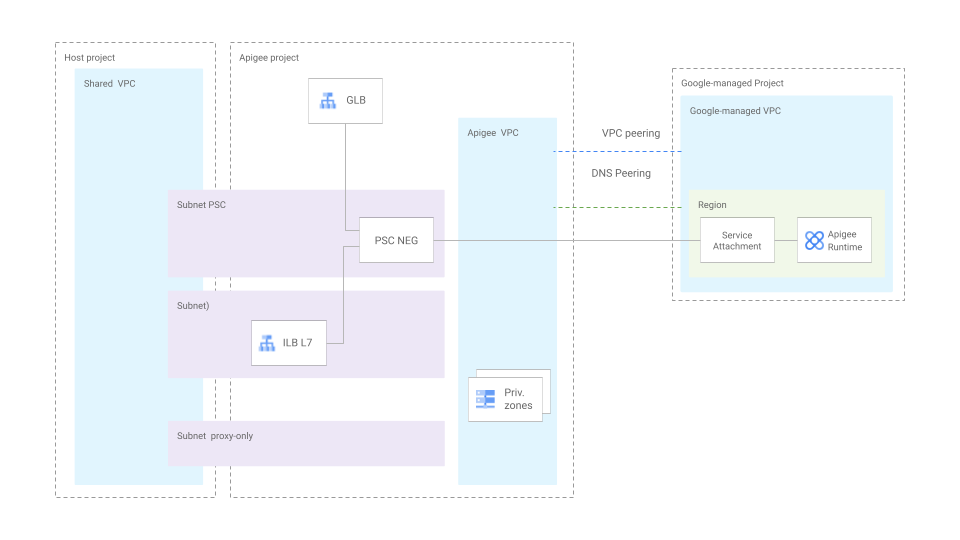 Host project
Shared VPC
Apigee project
GLB
Apigee VPC
VPC peering
DNS Peering
Google-managed Project
Google-managed VPC
Region
Service
Attachment
Apigee
Runtime
Subnet PSC
PSC NEG
Subnet)
ILB L7
Priv.
zones
Subnet proxy-only